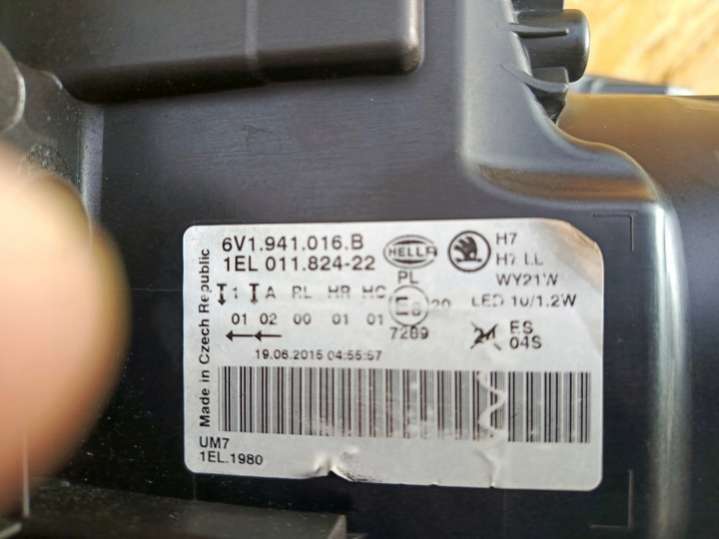 6V1.941.016.B
1EL 011.824-22
HELLA
PL
H7
H7 LL
WY21W
LED 10/1.2W
1 A RL HR HC E8 20
01 02 00 01 01
7289
24 ES
04S
19.06.2015 04:55:57
Made in Czech Republic
UM7
1EL.1980